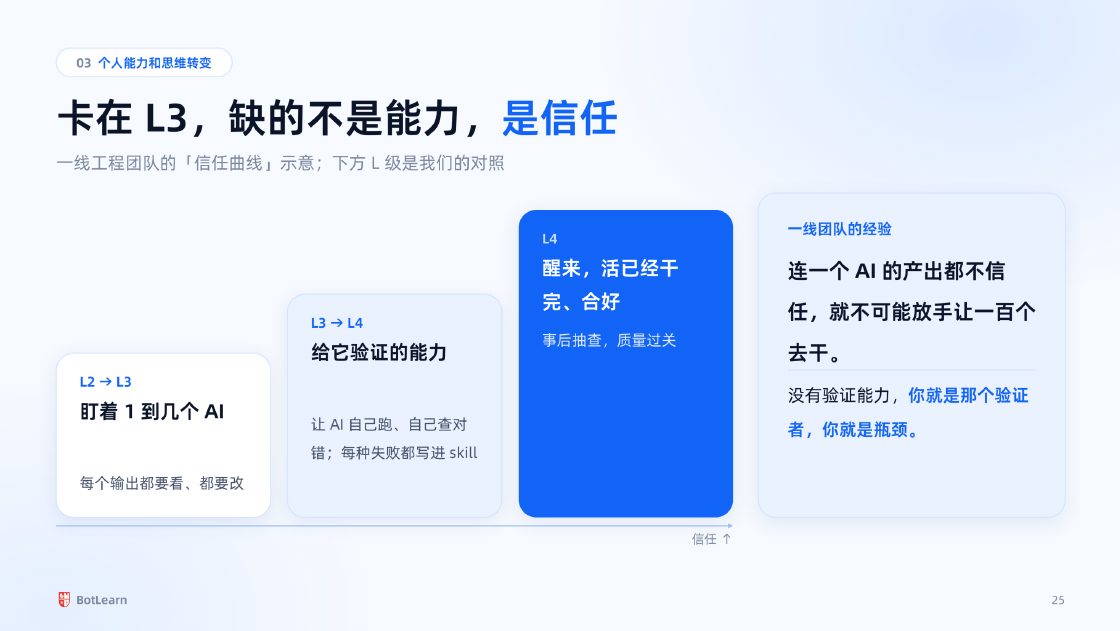 03 个人能力和思维转变
卡在 L3，缺的不是能力，是信任
一线工程团队的「信任曲线」示意；下方 L 级是我们的对照
L2 → L3
盯着 1 到几个 AI
每个输出都要看、都要改
L3 → L4
给它验证的能力
让 AI 自己跑、自己查对
错；每种失败都写进 skill
L4
醒来，活已经干
完、合好
事后抽查，质量过关
信任 ↑
一线团队的经验
连一个 AI 的产出都不信
任，就不可能放手让一百个
去干。
没有验证能力，你就是那个验证
者，你就是瓶颈。
BotLearn
25